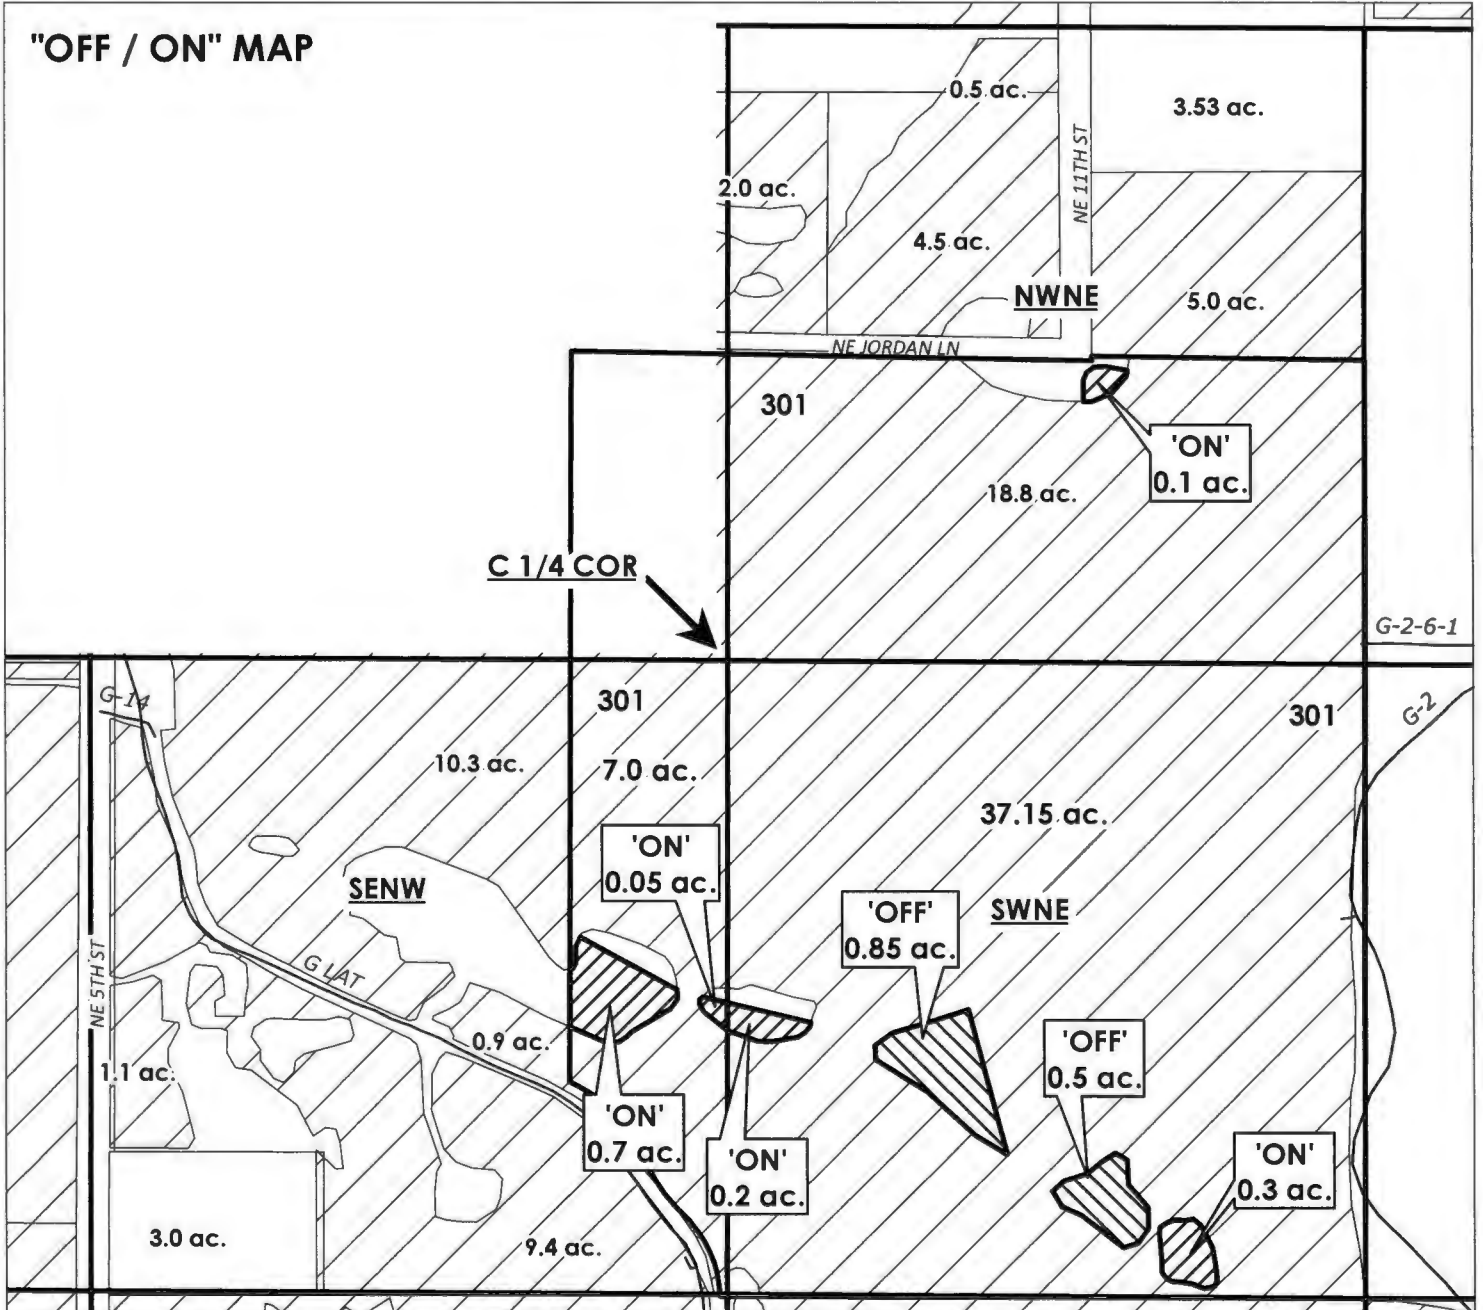 "OFF / ON" MAP
0.5 ac.
3.53 ac.
NE 11TH ST
2.0 ac.
4.5 ac.
NWNE
5.0 ac.
NE JORDAN LN
301
'ON'
0.1 ac.
18.8 ac.
C 1/4 COR
G-2-6-1
G-14
301
301
G-2
10.3 ac.
7.0 ac.
37.15 ac.
'ON'
0.05 ac.
SENW
'OFF'
0.85 ac.
SWNE
NE 5TH ST
G LAT
0.9 ac.
'OFF'
0.5 ac.
1.1 ac.
'ON'
0.7 ac.
'ON'
0.2 ac.
'ON'
0.3 ac.
3.0 ac.
9.4 ac.